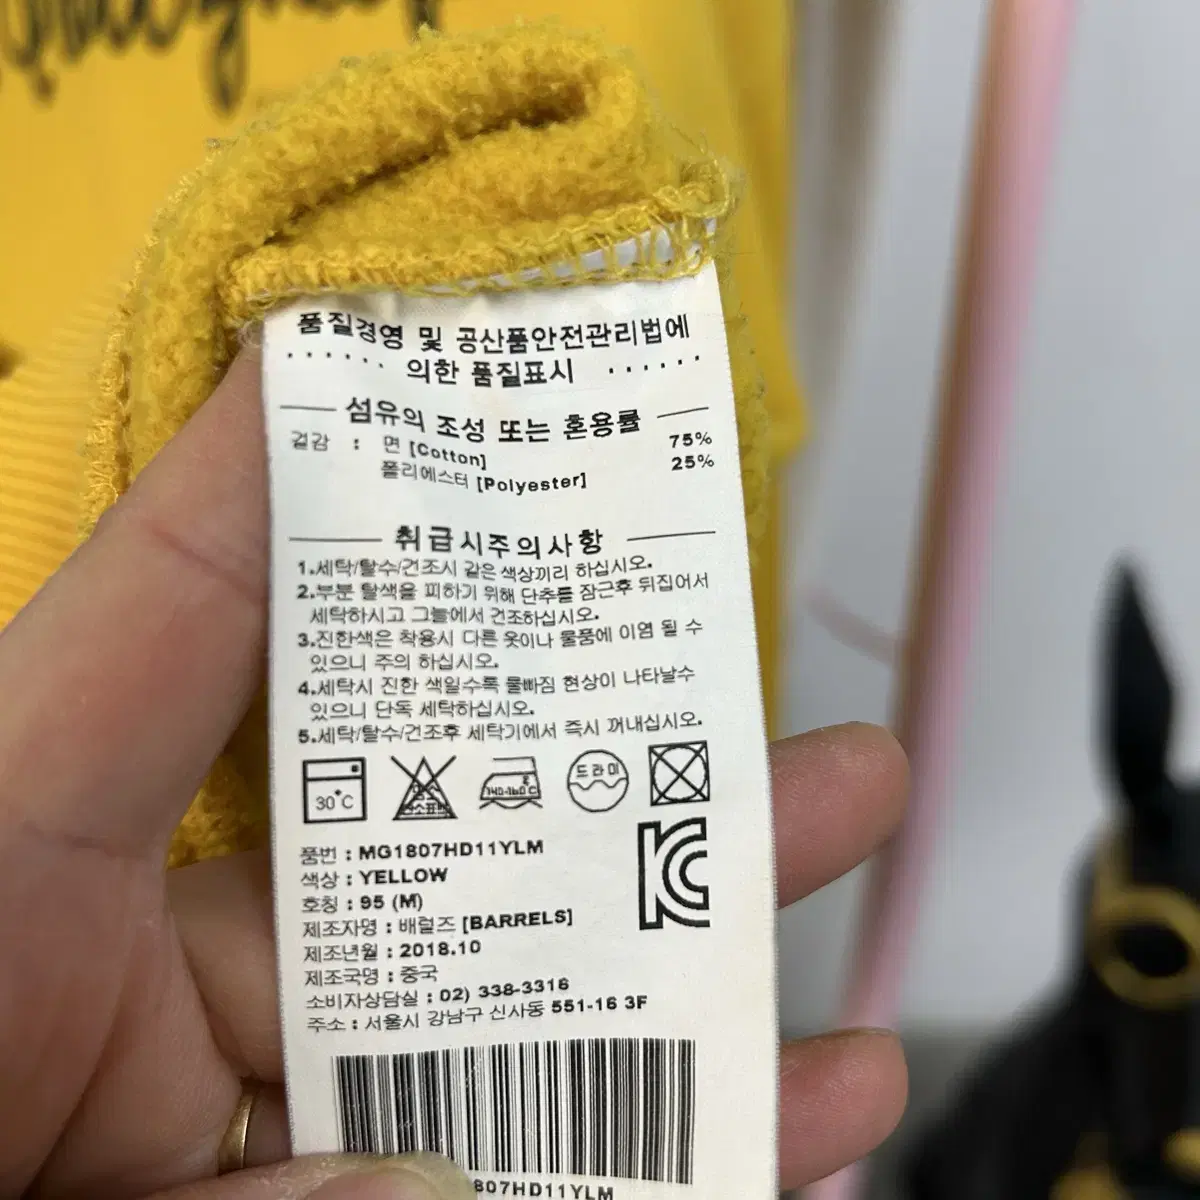 품질경영 및 공산품안전관리법에
의한 품질표시
섬유의 조성 또는 혼용률
겉감 : 면 [Cotton] 75%
폴리에스터 [Polyester] 25%
취급시주의사항
1.세탁/탈수/건조시 같은 색상끼리 하십시오.
2.부분 탈색을 피하기 위해 단추를 잠근후 뒤집어서
세탁하시고 그늘에서 건조하십시오.
3.진한색은 착용시 다른 옷이나 물품에 이염 될 수
있으니 주의 하십시오.
4.세탁시 진한 색일수록 물빠짐 현상이 나타날수
있으니 단독 세탁하십시오.
5.세탁/탈수/건조후 세탁기에서 즉시 꺼내십시오.
30°C
140-160°C
드라이
품번 : MG1807HD11YLM
색상 : YELLOW
호칭 : 95 (M)
제조자명 : 배럴즈 [BARRELS]
제조년월 : 2018.10
제조국명 : 중국
소비자상담실 : 02) 338-3316
주소 : 서울시 강남구 신사동 551-16 3F
807HD11YLM